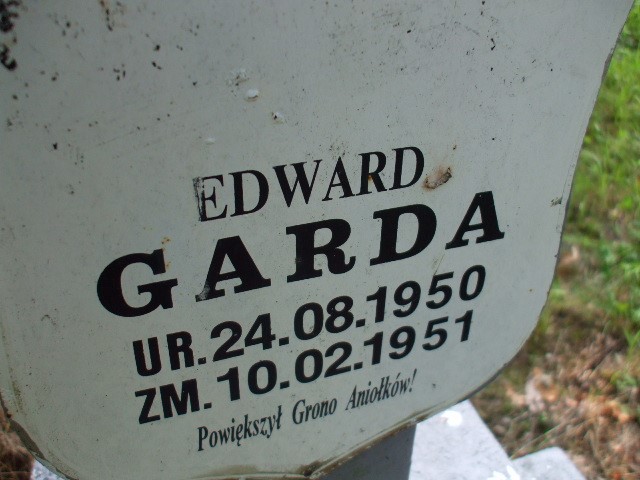 EDWARD
GARDA
UR.24.08.1950
ZM.10.02.1951
Powiększył Grono Aniołków!